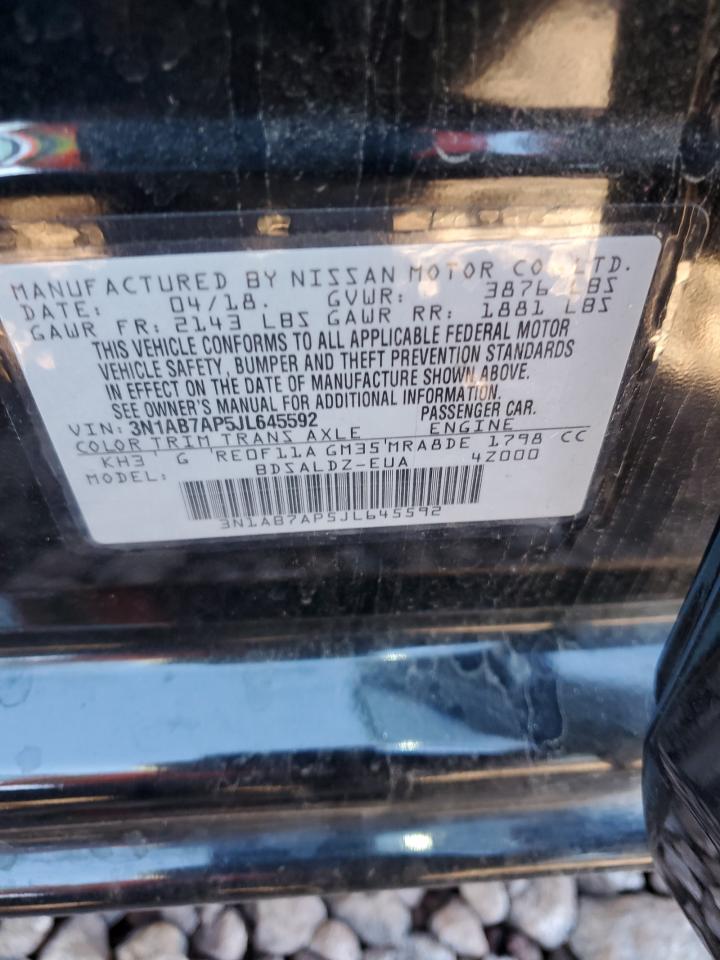 MANUFACTURED BY NISSAN MOTOR CO., LTD.
DATE: 04/18. GVWR: 3876 LBS
GAWR FR: 2143 LBS GAWR RR: 1881 LBS
THIS VEHICLE CONFORMS TO ALL APPLICABLE FEDERAL MOTOR
VEHICLE SAFETY, BUMPER AND THEFT PREVENTION STANDARDS
IN EFFECT ON THE DATE OF MANUFACTURE SHOWN ABOVE.
SEE OWNER'S MANUAL FOR ADDITIONAL INFORMATION.
VIN: 3N1AB7AP5JL645592 PASSENGER CAR.
COLOR TRIM TRANS AXLE ENGINE
KH3 G RE0F11A GM35 MRA8DE 1798 CC
MODEL: BDSALDZ-EUA 4Z000
3N1AB7AP5JL645592